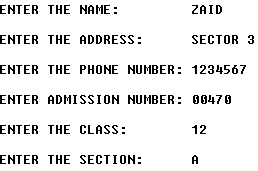 ENTER THE NAME: ZAID
ENTER THE ADDRESS: SECTOR 3
ENTER THE PHONE NUMBER: 1234567
ENTER ADMISSION NUMBER: 00470
ENTER THE CLASS: 12
ENTER THE SECTION: A